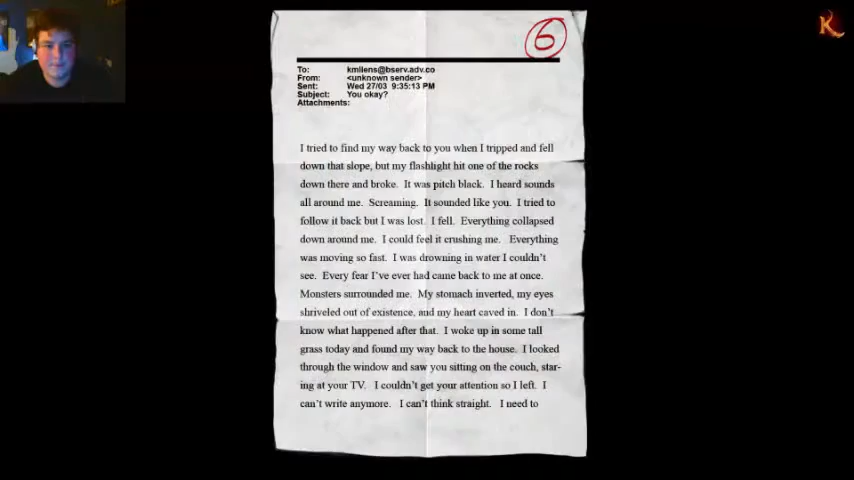 K
6
To: kmliens@bserv.adv.co
From: <unknown sender>
Sent: Wed 27/03 9:35:13 PM
Subject: You okay?
Attachments:
I tried to find my way back to you when I tripped and fell
down that slope, but my flashlight hit one of the rocks
down there and broke. It was pitch black. I heard sounds
all around me. Screaming. It sounded like you. I tried to
follow it back but I was lost. I fell. Everything collapsed
down around me. I could feel it crushing me. Everything
was moving so fast. I was drowning in water I couldn't
see. Every fear I've ever had came back to me at once.
Monsters surrounded me. My stomach inverted, my eyes
shriveled out of existence, and my heart caved in. I don't
know what happened after that. I woke up in some tall
grass today and found my way back to the house. I looked
through the window and saw you sitting on the couch, star-
ing at your TV. I couldn't get your attention so I left. I
can't write anymore. I can't think straight. I need to